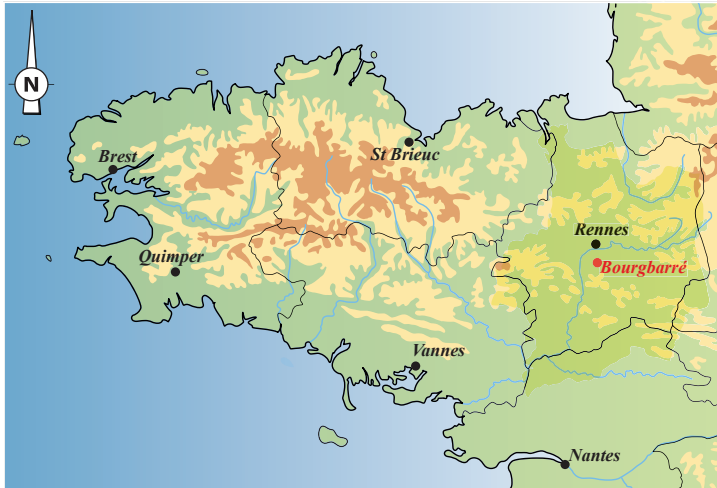 N
Brest
St Brieuc
Rennes
Quimper
Bourgbarré
Vannes
Nantes